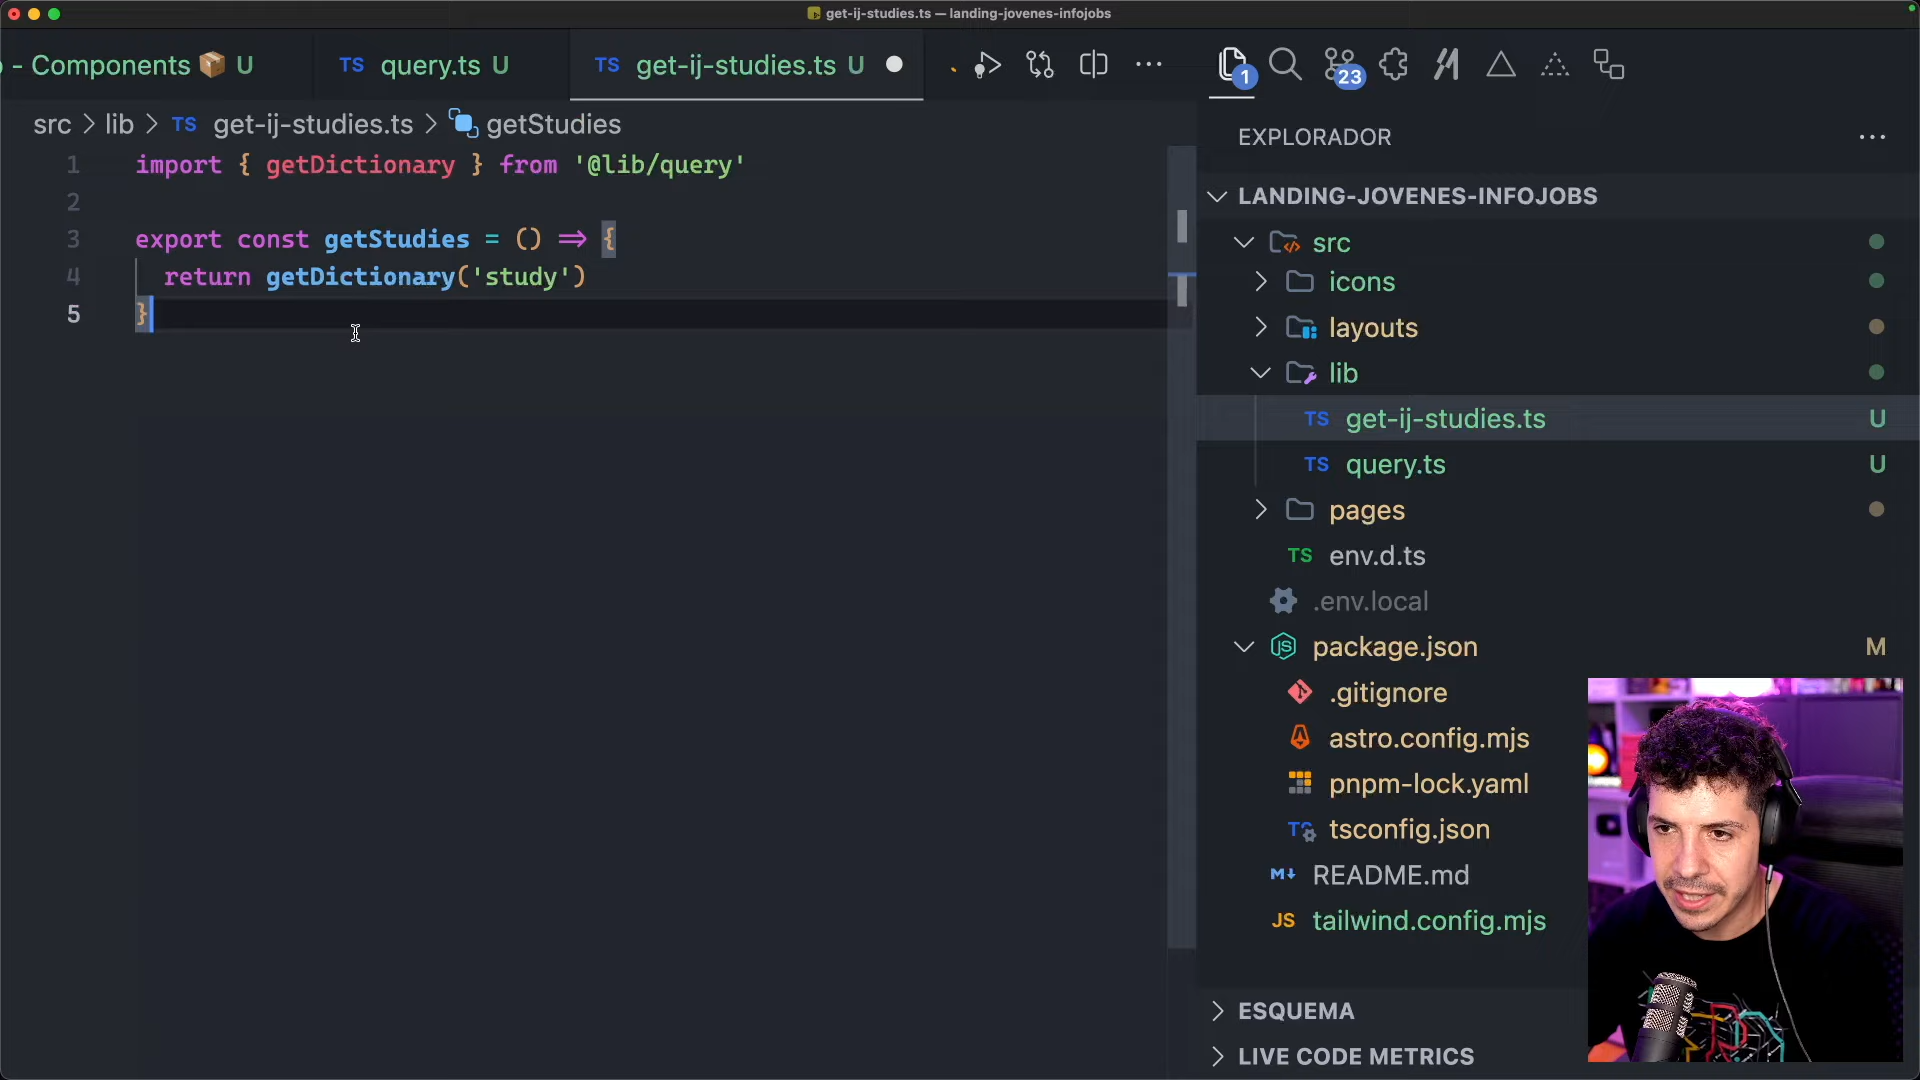 get-ij-studies.ts — landing-jovenes-infojobs
- Components 📦 U
TS query.ts U
TS get-ij-studies.ts U
1
23
src > lib > TS get-ij-studies.ts > getStudies
1 import { getDictionary } from '@lib/query'
2
3 export const getStudies = () => {
4 return getDictionary('study')
5 }
EXPLORADOR
LANDING-JOVENES-INFOJOBS
src
icons
layouts
lib
TS get-ij-studies.ts U
TS query.ts U
pages
TS env.d.ts
.env.local
package.json M
.gitignore
astro.config.mjs
pnpm-lock.yaml
tsconfig.json
README.md
JS tailwind.config.mjs
ESQUEMA
LIVE CODE METRICS